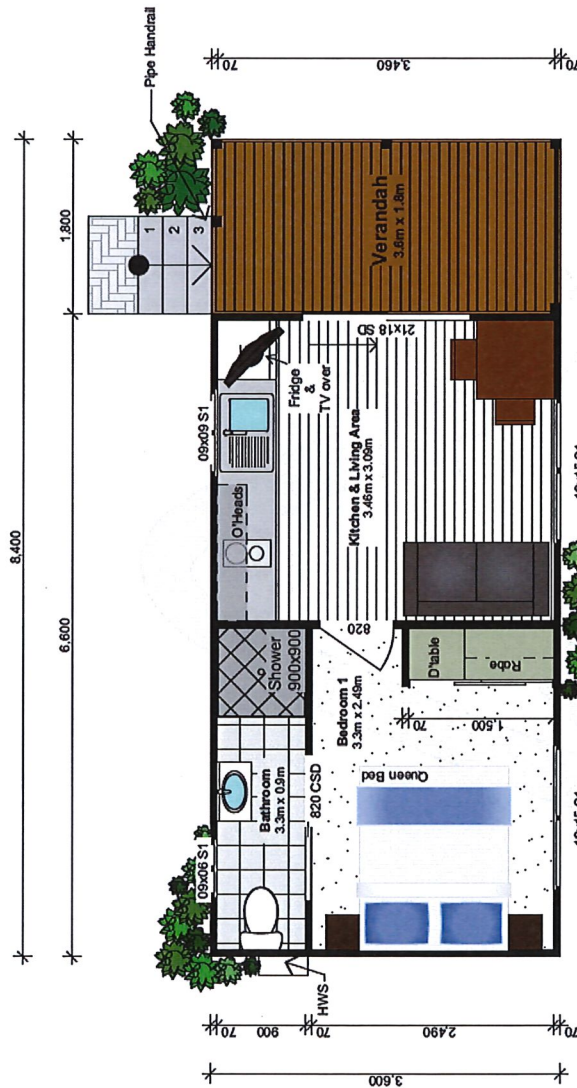 8,400
6,600
1,800
Pipe Handrail
1
2
3
70
3,460
70
Verandah
3.6m x 1.8m
09x09 S1
Fridge
&
TV over
21x18 SD
O'Heads
Kitchen & Living Area
3.46m x 3.09m
820
Shower
900x900
D'table
Robe
Bedroom 1
3.3m x 2.49m
70
1,500
Queen Bed
09x06 S1
Bathroom
3.3m x 0.9m
820 CSD
HWS
70
900
70
2,490
70
3,600